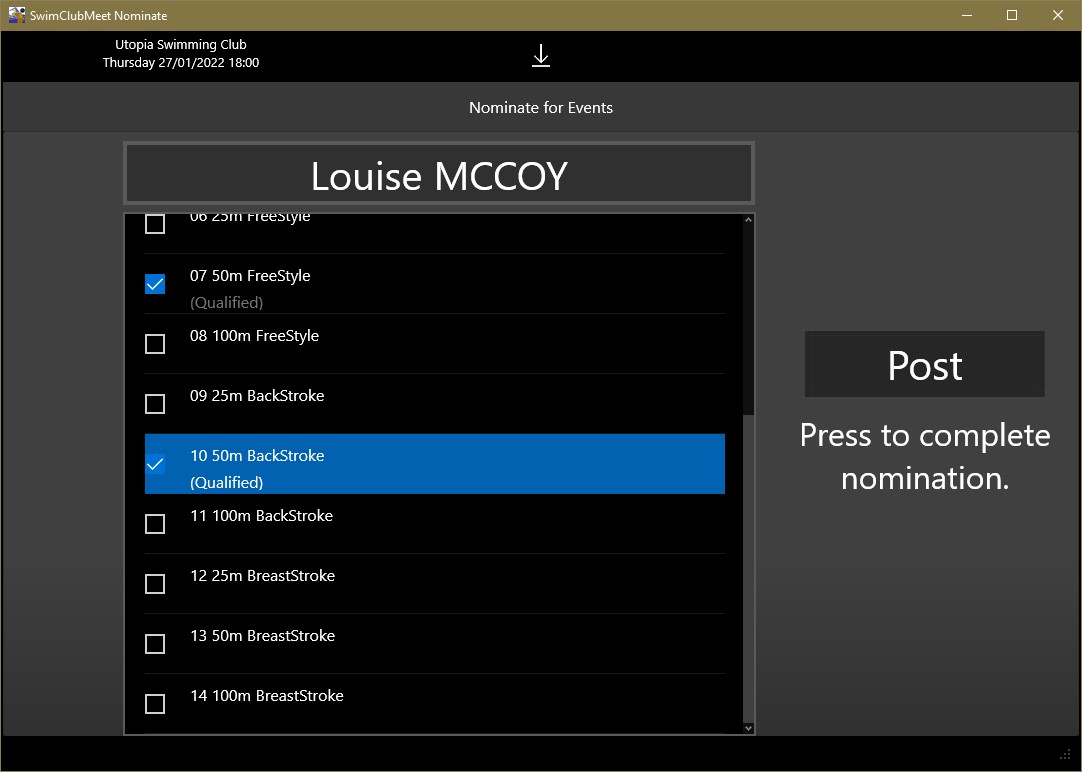 SwimClubMeet Nominate
Utopia Swimming Club
Thursday 27/01/2022 18:00
Nominate for Events
Louise MCCOY
06 25m FreeStyle
07 50m FreeStyle
(Qualified)
08 100m FreeStyle
09 25m BackStroke
10 50m BackStroke
(Qualified)
11 100m BackStroke
12 25m BreastStroke
13 50m BreastStroke
14 100m BreastStroke
Post
Press to complete
nomination.